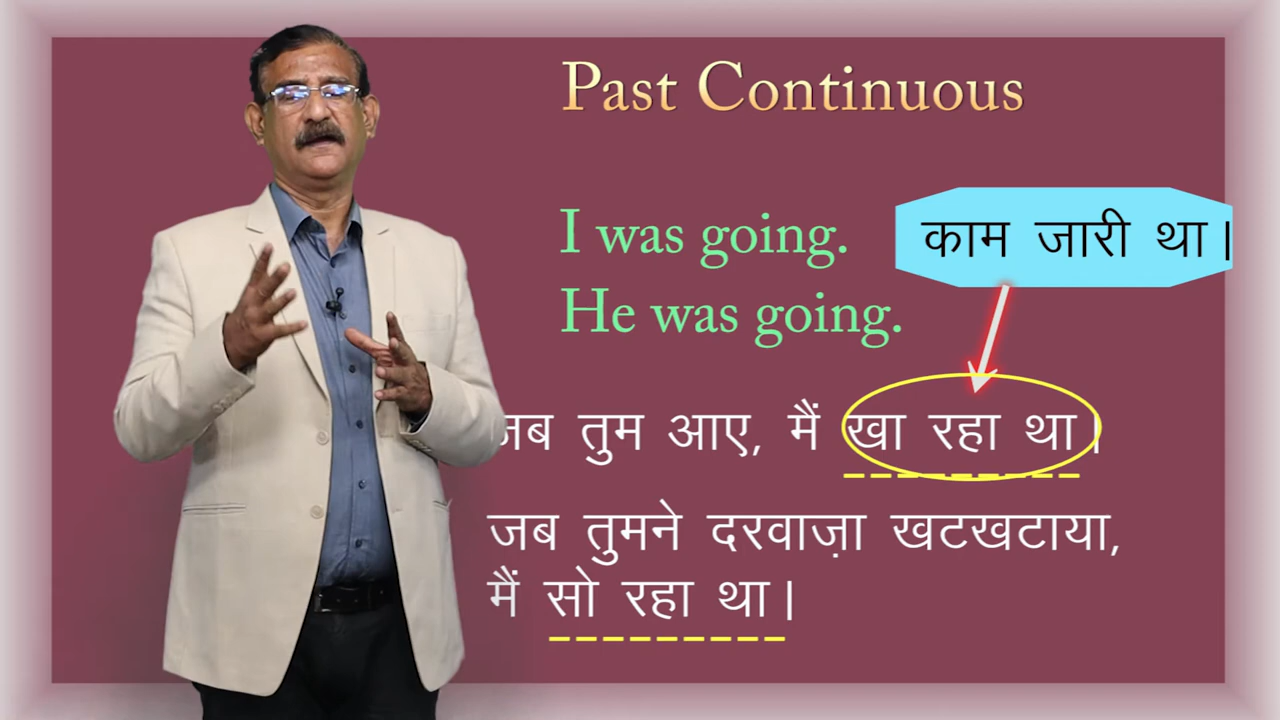 Past Continuous
I was going.
काम जारी था।
He was going.
जब तुम आए, मैं खा रहा था।
जब तुमने दरवाज़ा खटखटाया,
मैं सो रहा था।